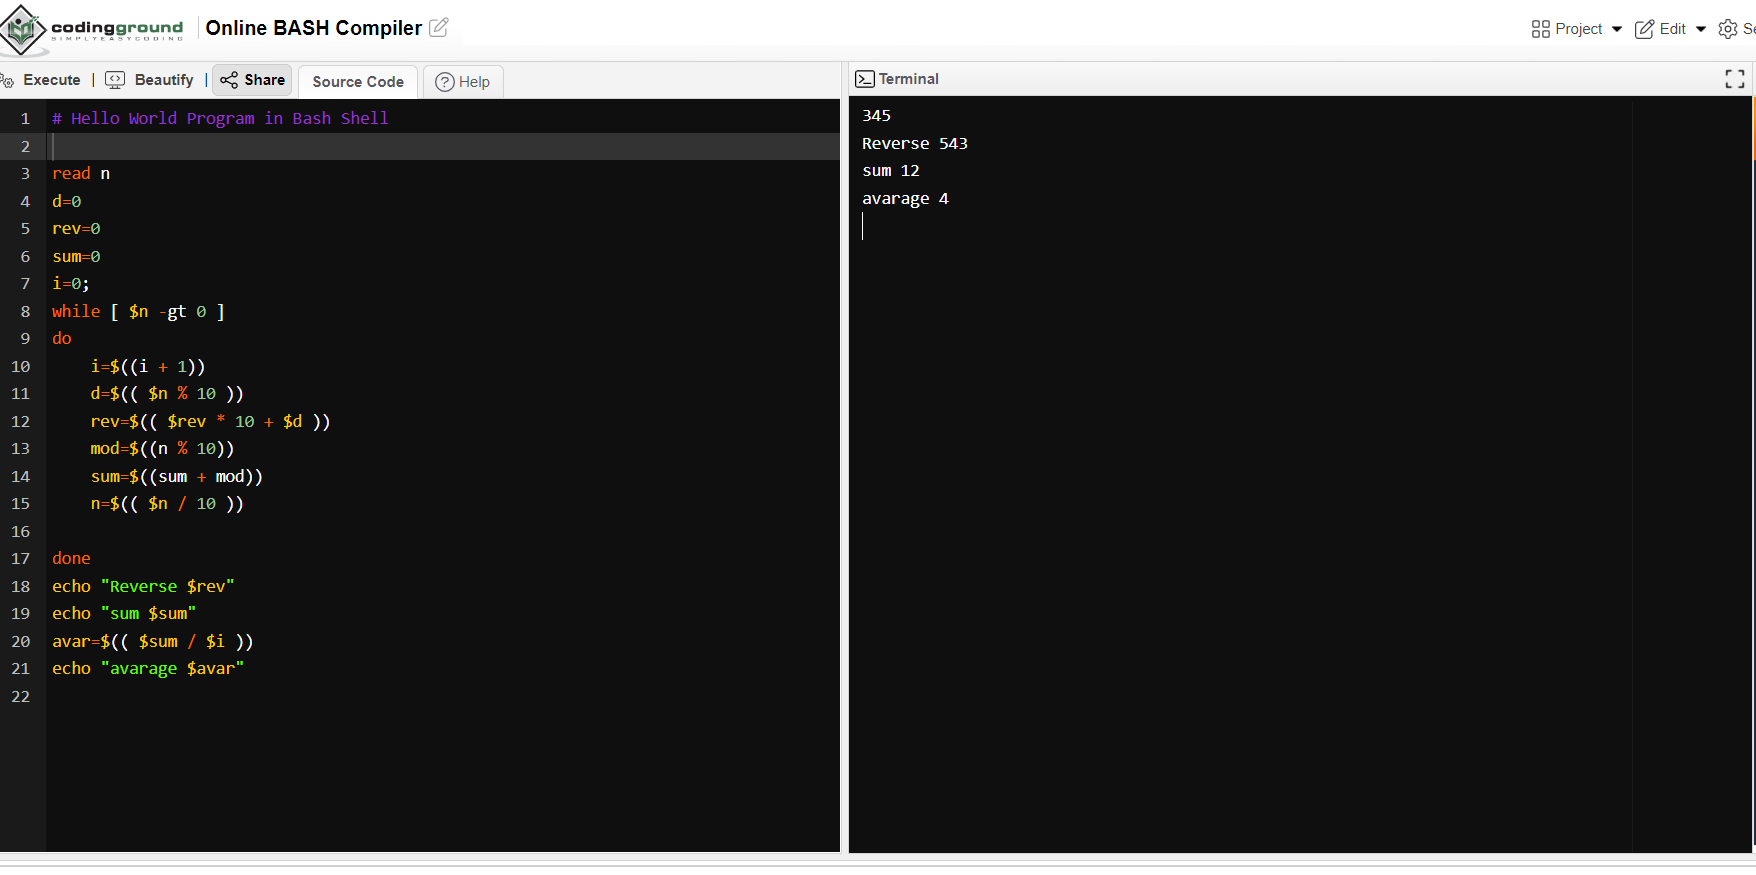 codingground
SIMPLYEASYCODING
Online BASH Compiler
Project
Edit
Se
Execute | Beautify | Share
Source Code
Help
Terminal
1 # Hello World Program in Bash Shell
2
3 read n
4 d=0
5 rev=0
6 sum=0
7 i=0;
8 while [ $n -gt 0 ]
9 do
10 i=$((i + 1))
11 d=$(( $n % 10 ))
12 rev=$(( $rev * 10 + $d ))
13 mod=$((n % 10))
14 sum=$((sum + mod))
15 n=$(( $n / 10 ))
16
17 done
18 echo "Reverse $rev"
19 echo "sum $sum"
20 avar=$(( $sum / $i ))
21 echo "avarage $avar"
22
345
Reverse 543
sum 12
avarage 4